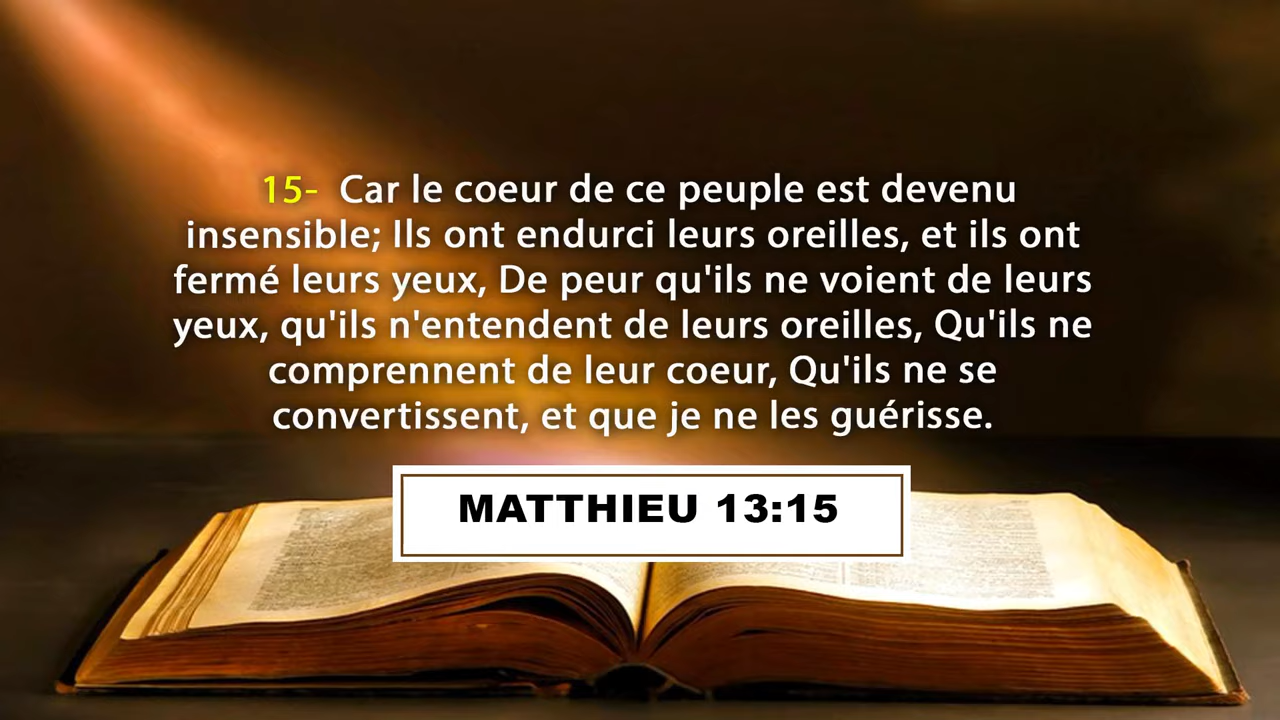 15- Car le coeur de ce peuple est devenu
insensible; Ils ont endurci leurs oreilles, et ils ont
fermé leurs yeux, De peur qu'ils ne voient de leurs
yeux, qu'ils n'entendent de leurs oreilles, Qu'ils ne
comprennent de leur coeur, Qu'ils ne se
convertissent, et que je ne les guérisse.
MATTHIEU 13:15